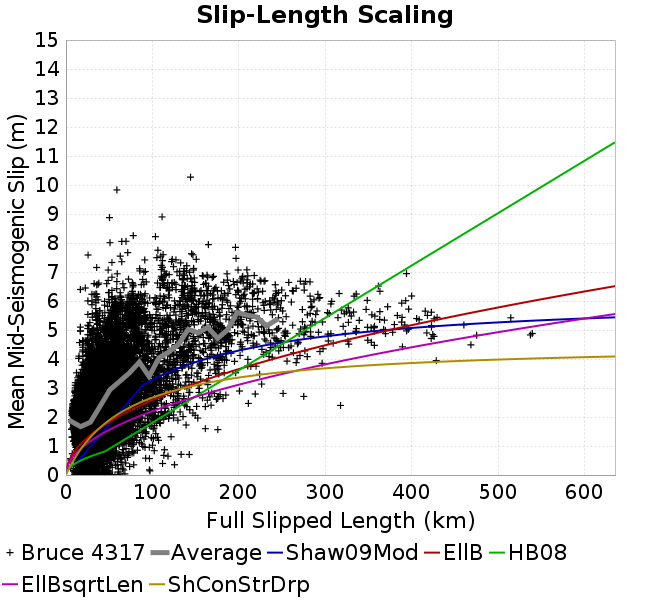 Slip-Length Scaling
Mean Mid-Seismogenic Slip (m)
15
14
13
12
11
10
9
8
7
6
5
4
3
2
1
0
0 100 200 300 400 500 600
Full Slipped Length (km)
Bruce 4317 Average Shaw09Mod EllB HB08
EllBsqrtLen ShConStrDrp